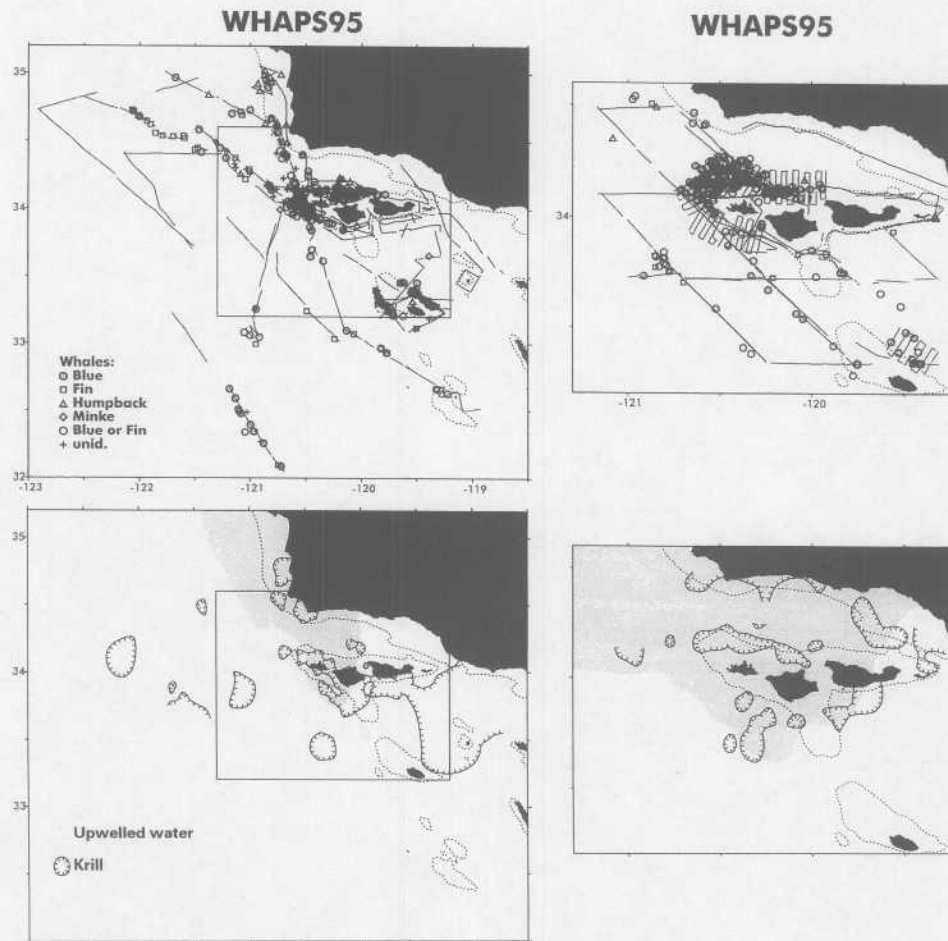 WHAPS95
WHAPS95
35
34
33
32
Whales:
Blue
Fin
Humpback
Minke
Blue or Fin
unid.
-123
-122
-121
-120
-119
34
-121
-120
35
34
33
Upwelled water
Krill